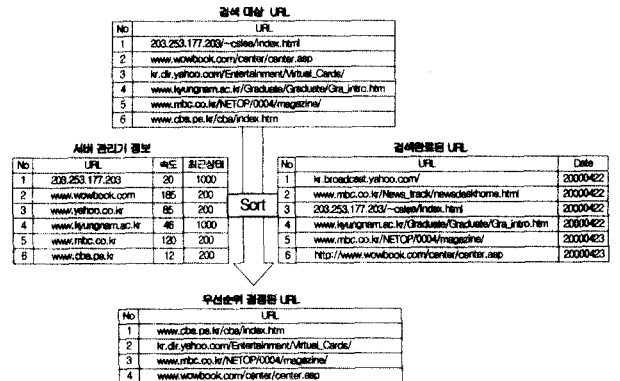 검색 대상 URL
No URL
1 203.253.177.203/~cslee/index.html
2 www.wowbook.com/center/center.asp
3 kr.dir.yahoo.com/Entertainment/Virtual_Cards/
4 www.kyungnam.ac.kr/Graduate/Graduate/Gra_intro.htm
5 www.mbc.co.kr/NETOP/0004/magazine/
6 www.cba.pe.kr/cba/index.htm
서버 관리기 정보
No URL 속도 최근상태
1 203.253.177.203 20 1000
2 www.wowbook.com 185 200
3 www.yahoo.co.kr 85 200
4 www.kyungnam.ac.kr 46 1000
5 www.mbc.co.kr 120 200
6 www.cba.pe.kr 12 200
Sort
검색완료된 URL
No URL Date
1 kr.broadcast.yahoo.com/ 20000422
2 www.mbc.co.kr/News_track/newsdeskhome.html 20000422
3 203.253.177.203/~cslee/index.html 20000422
4 www.kyungnam.ac.kr/Graduate/Graduate/Gra_intro.htm 20000422
5 www.mbc.co.kr/NETOP/0004/magazine/ 20000423
6 http://www.wowbook.com/center/center.asp 20000423
우선순위 결정된 URL
No URL
1 www.cba.pe.kr/cba/index.htm
2 kr.dir.yahoo.com/Entertainment/Virtual_Cards/
3 www.mbc.co.kr/NETOP/0004/magazine/
4 www.wowbook.com/center/center.asp